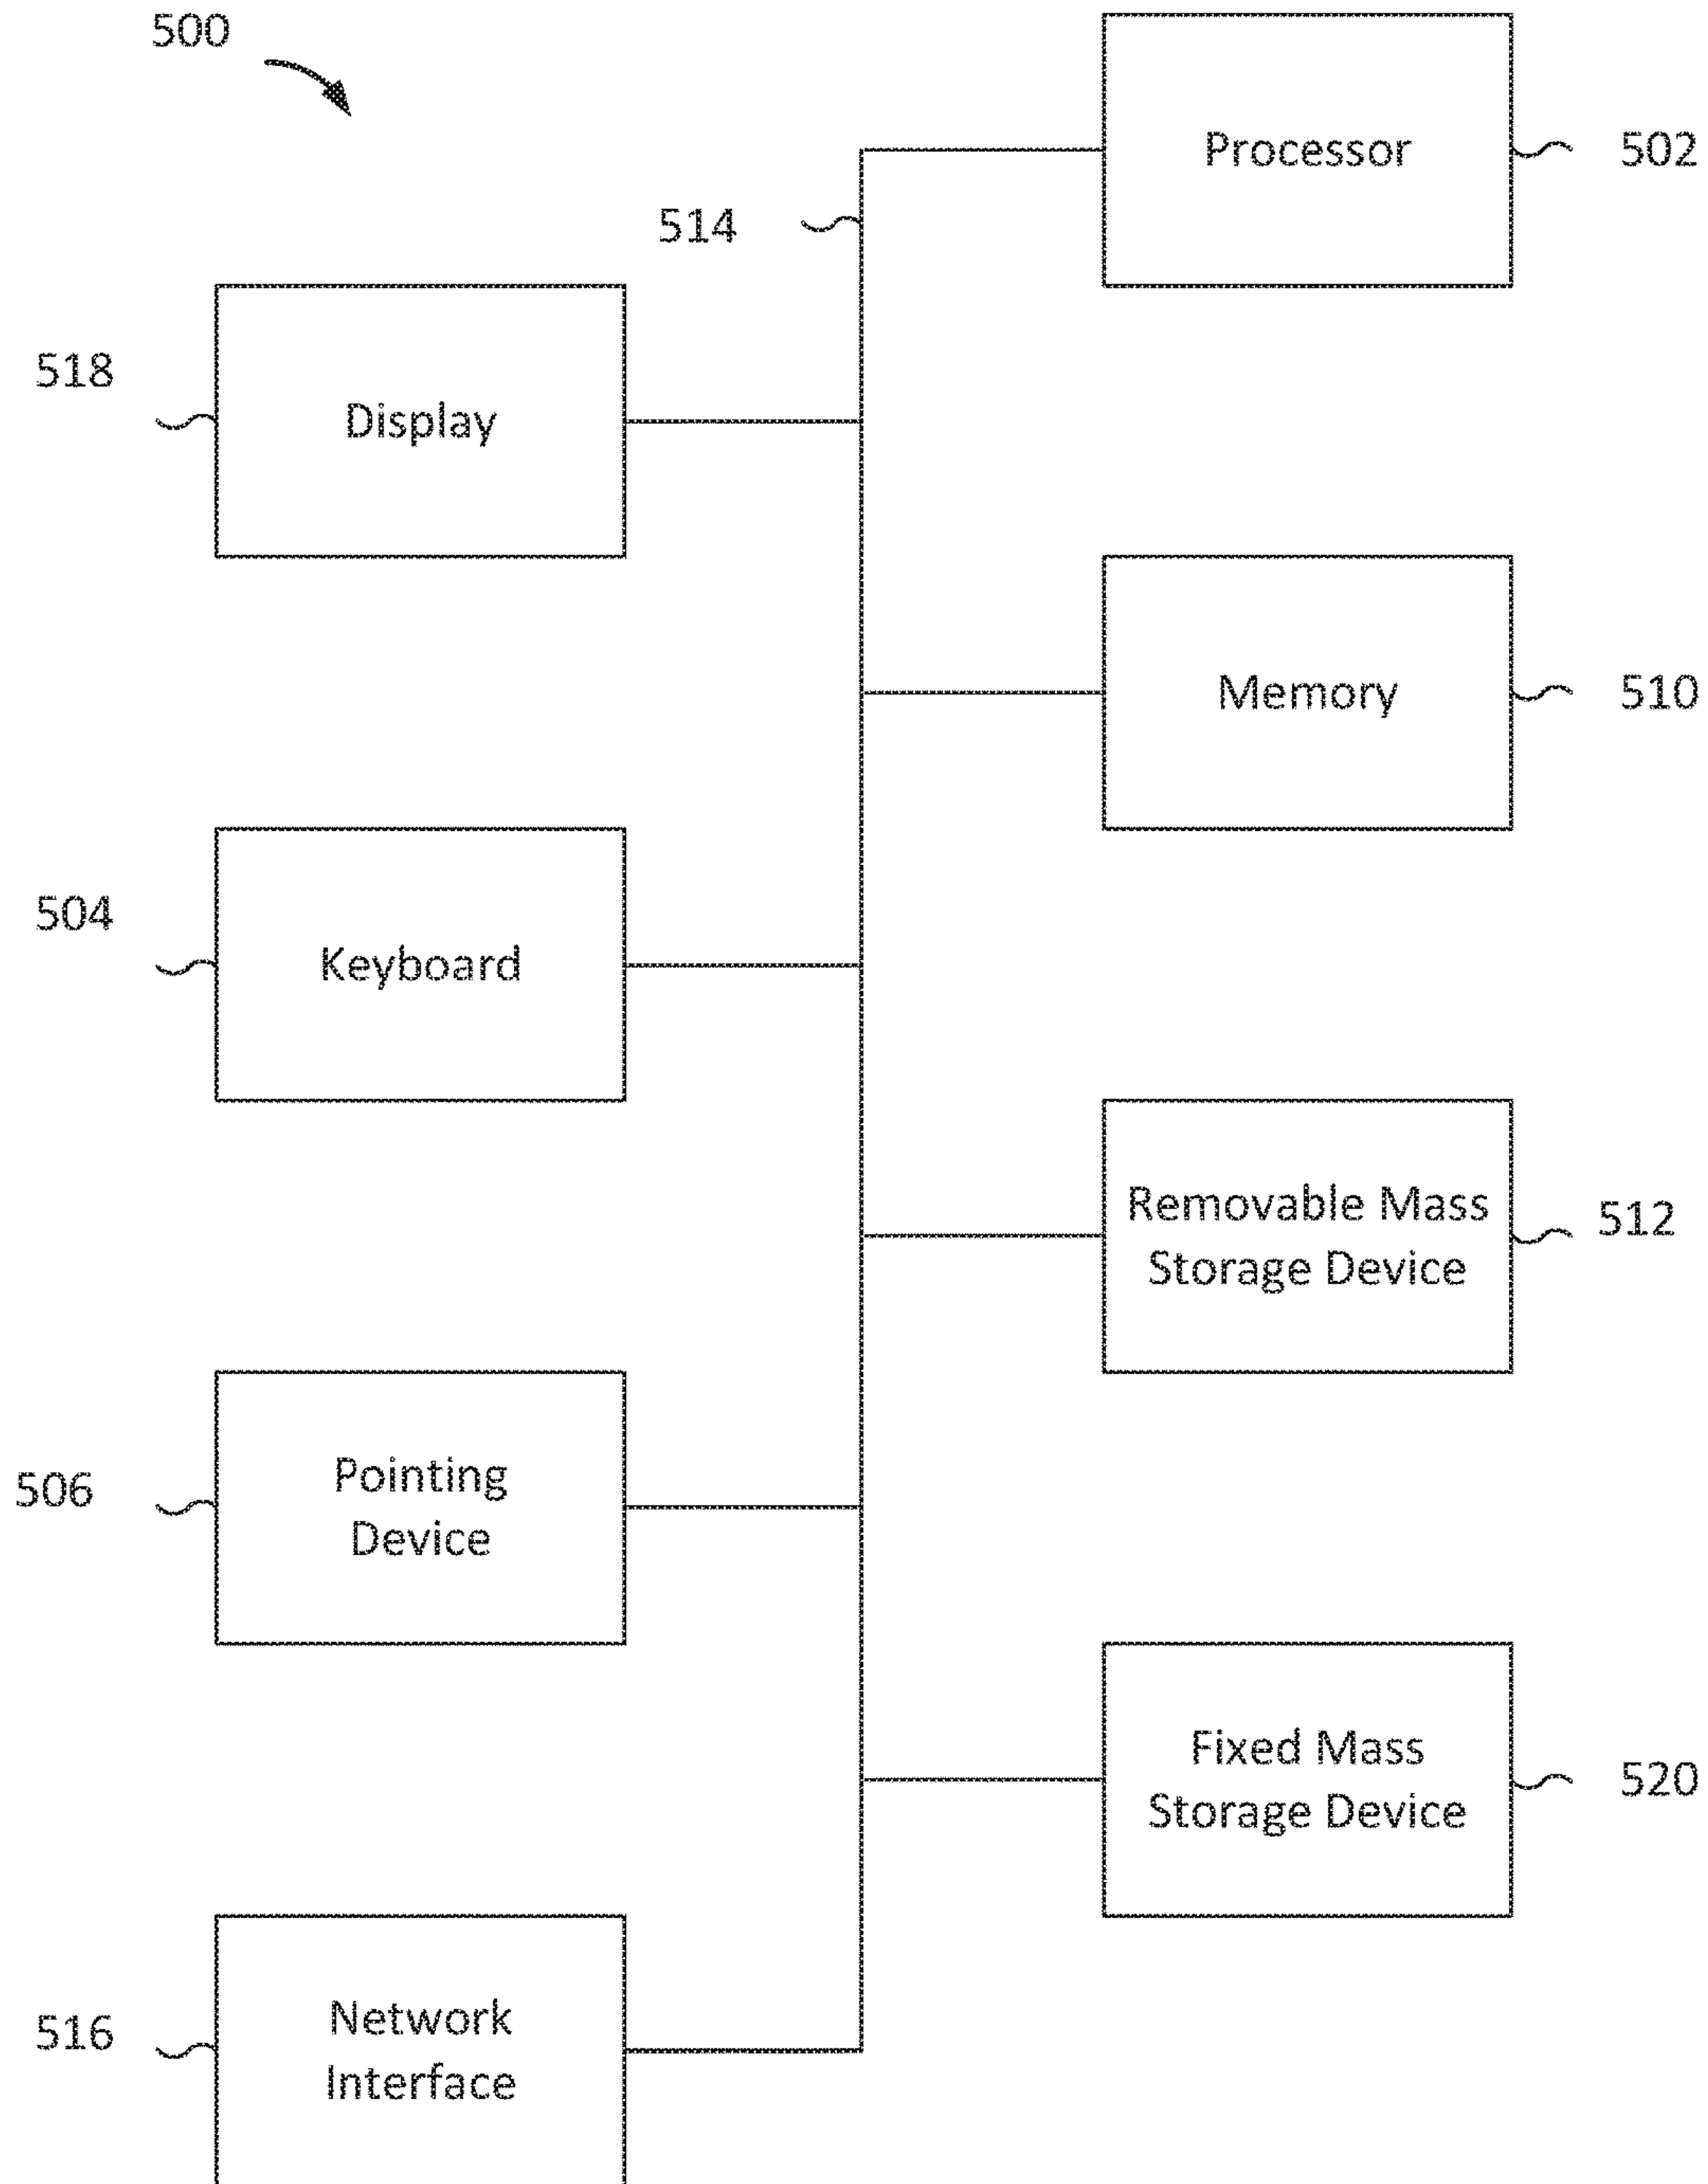 500
Processor
502
514
518
Display
Memory
510
504
Keyboard
Removable Mass
Storage Device
512
506
Pointing
Device
Fixed Mass
Storage Device
520
516
Network
Interface